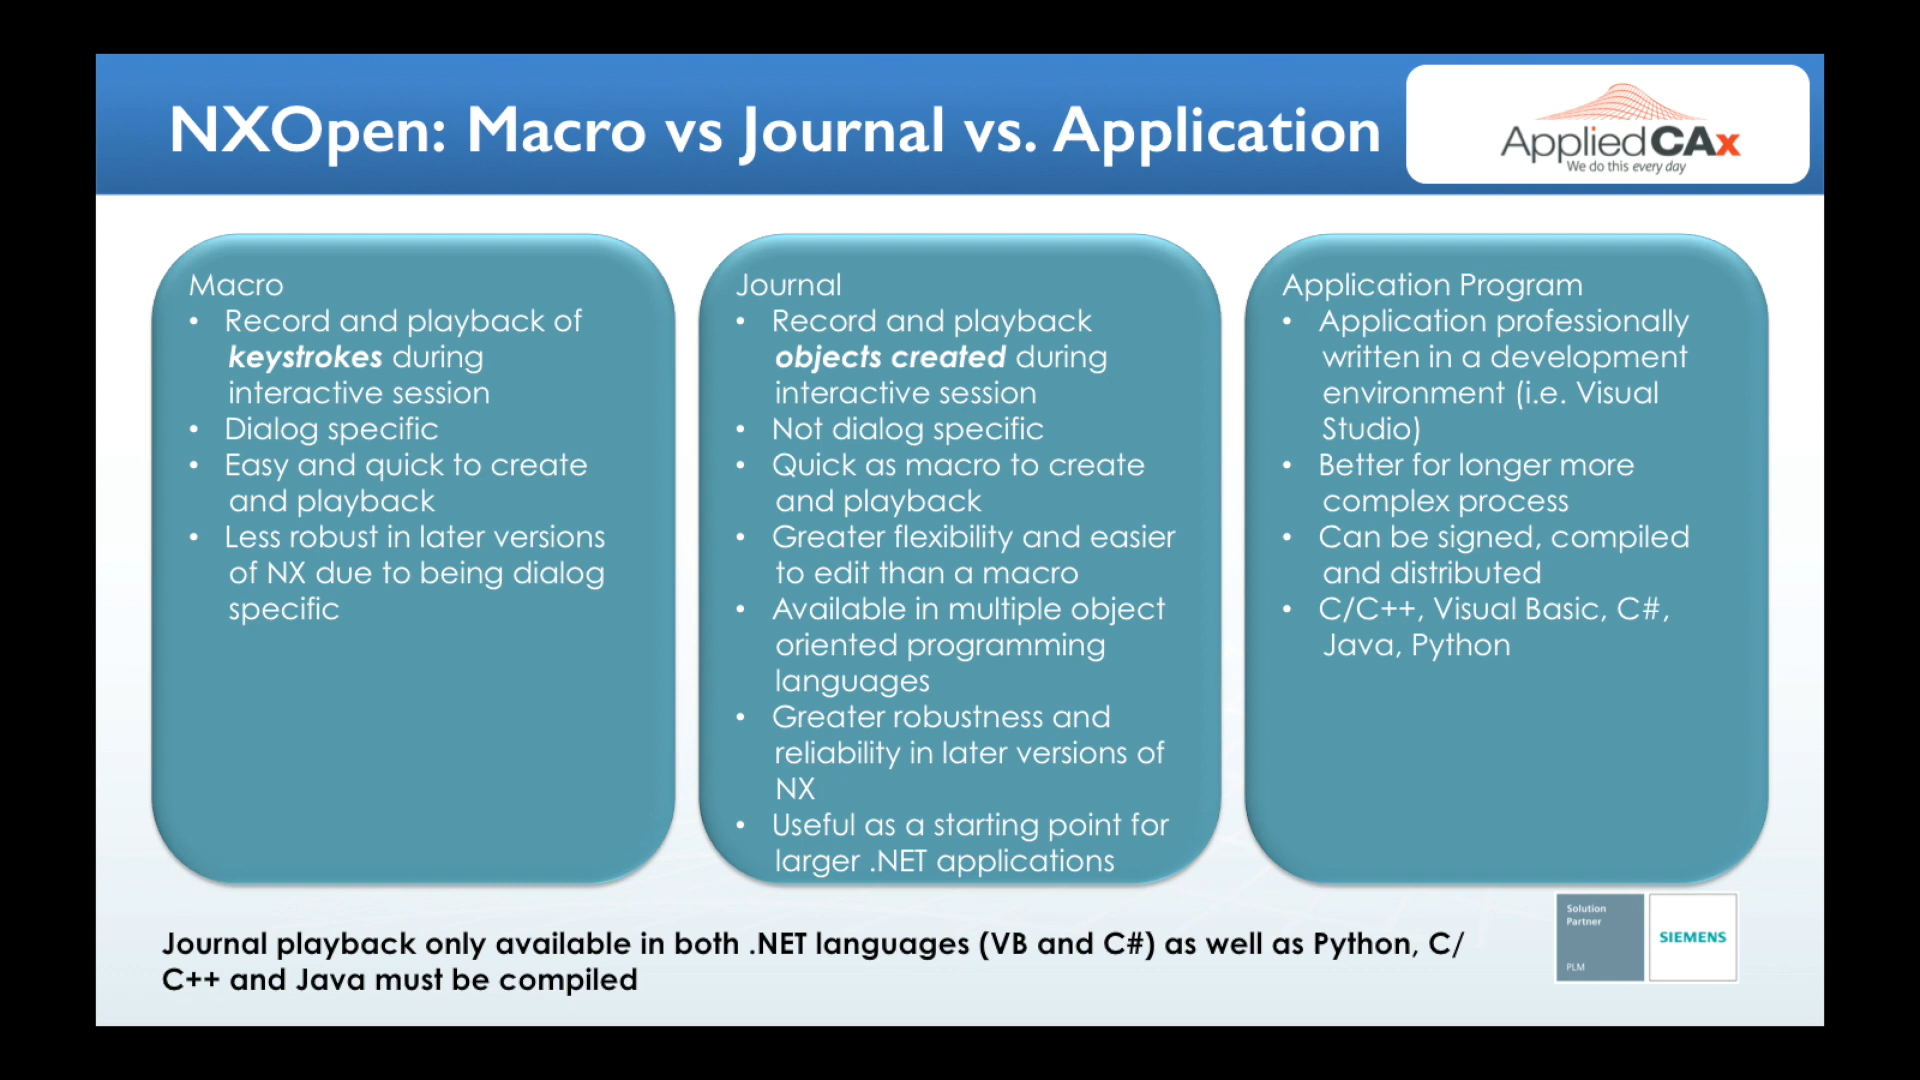 NXOpen: Macro vs Journal vs. Application
AppliedCAx
We do this every day
Macro
• Record and playback of
keystrokes during
interactive session
• Dialog specific
• Easy and quick to create
and playback
• Less robust in later versions
of NX due to being dialog
specific
Journal
• Record and playback
objects created during
interactive session
• Not dialog specific
• Quick as macro to create
and playback
• Greater flexibility and easier
to edit than a macro
• Available in multiple object
oriented programming
languages
• Greater robustness and
reliability in later versions of
NX
• Useful as a starting point for
larger .NET applications
Application Program
• Application professionally
written in a development
environment (i.e. Visual
Studio)
• Better for longer more
complex process
• Can be signed, compiled
and distributed
• C/C++, Visual Basic, C#,
Java, Python
Journal playback only available in both .NET languages (VB and C#) as well as Python, C/
C++ and Java must be compiled
Solution
Partner
PLM
SIEMENS